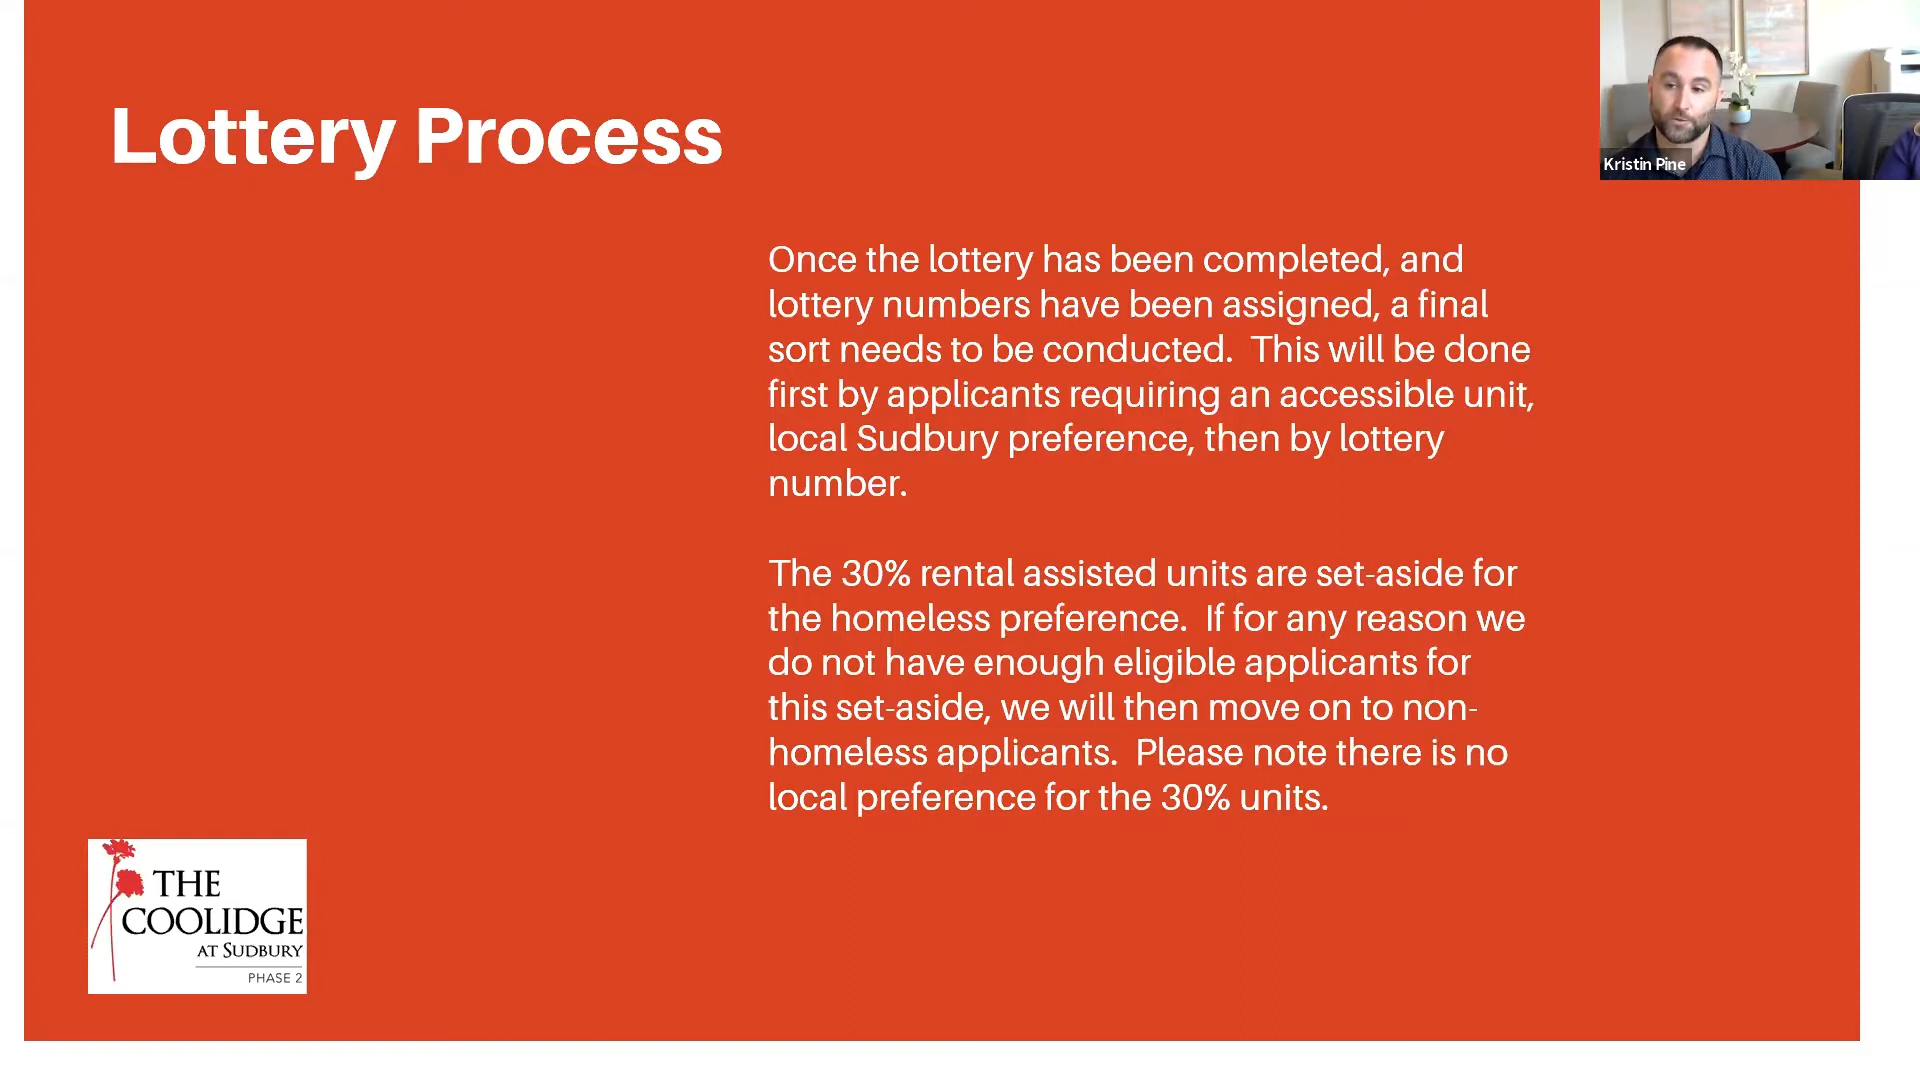 Lottery Process
Kristin Pine
Once the lottery has been completed, and
lottery numbers have been assigned, a final
sort needs to be conducted.  This will be done
first by applicants requiring an accessible unit,
local Sudbury preference, then by lottery
number.
The 30% rental assisted units are set-aside for
the homeless preference.  If for any reason we
do not have enough eligible applicants for
this set-aside, we will then move on to non-
homeless applicants.  Please note there is no
local preference for the 30% units.
THE
COOLIDGE
AT SUDBURY
PHASE 2